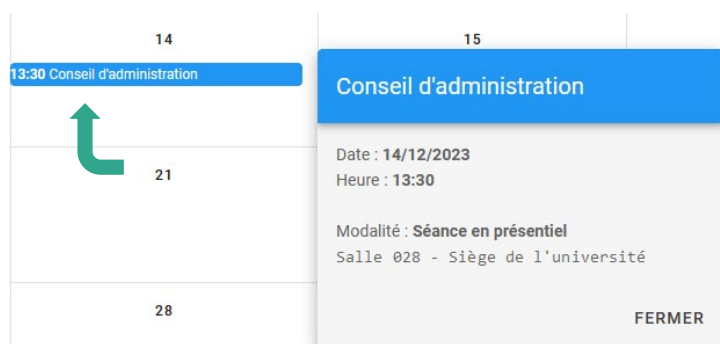 14
15
13:30 Conseil d'administration
Conseil d'administration
Date : 14/12/2023
Heure : 13:30
21
Modalité : Séance en présentiel
Salle 028 - Siège de l'université
28
FERMER